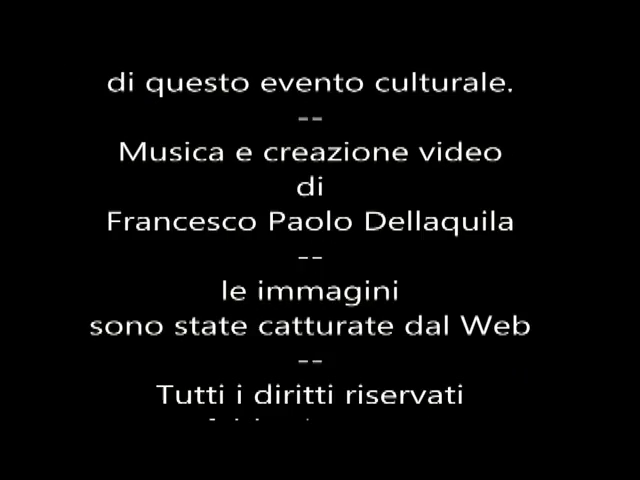 di questo evento culturale.
--
Musica e creazione video
di
Francesco Paolo Dellaquila
--
le immagini
sono state catturate dal Web
--
Tutti i diritti riservati